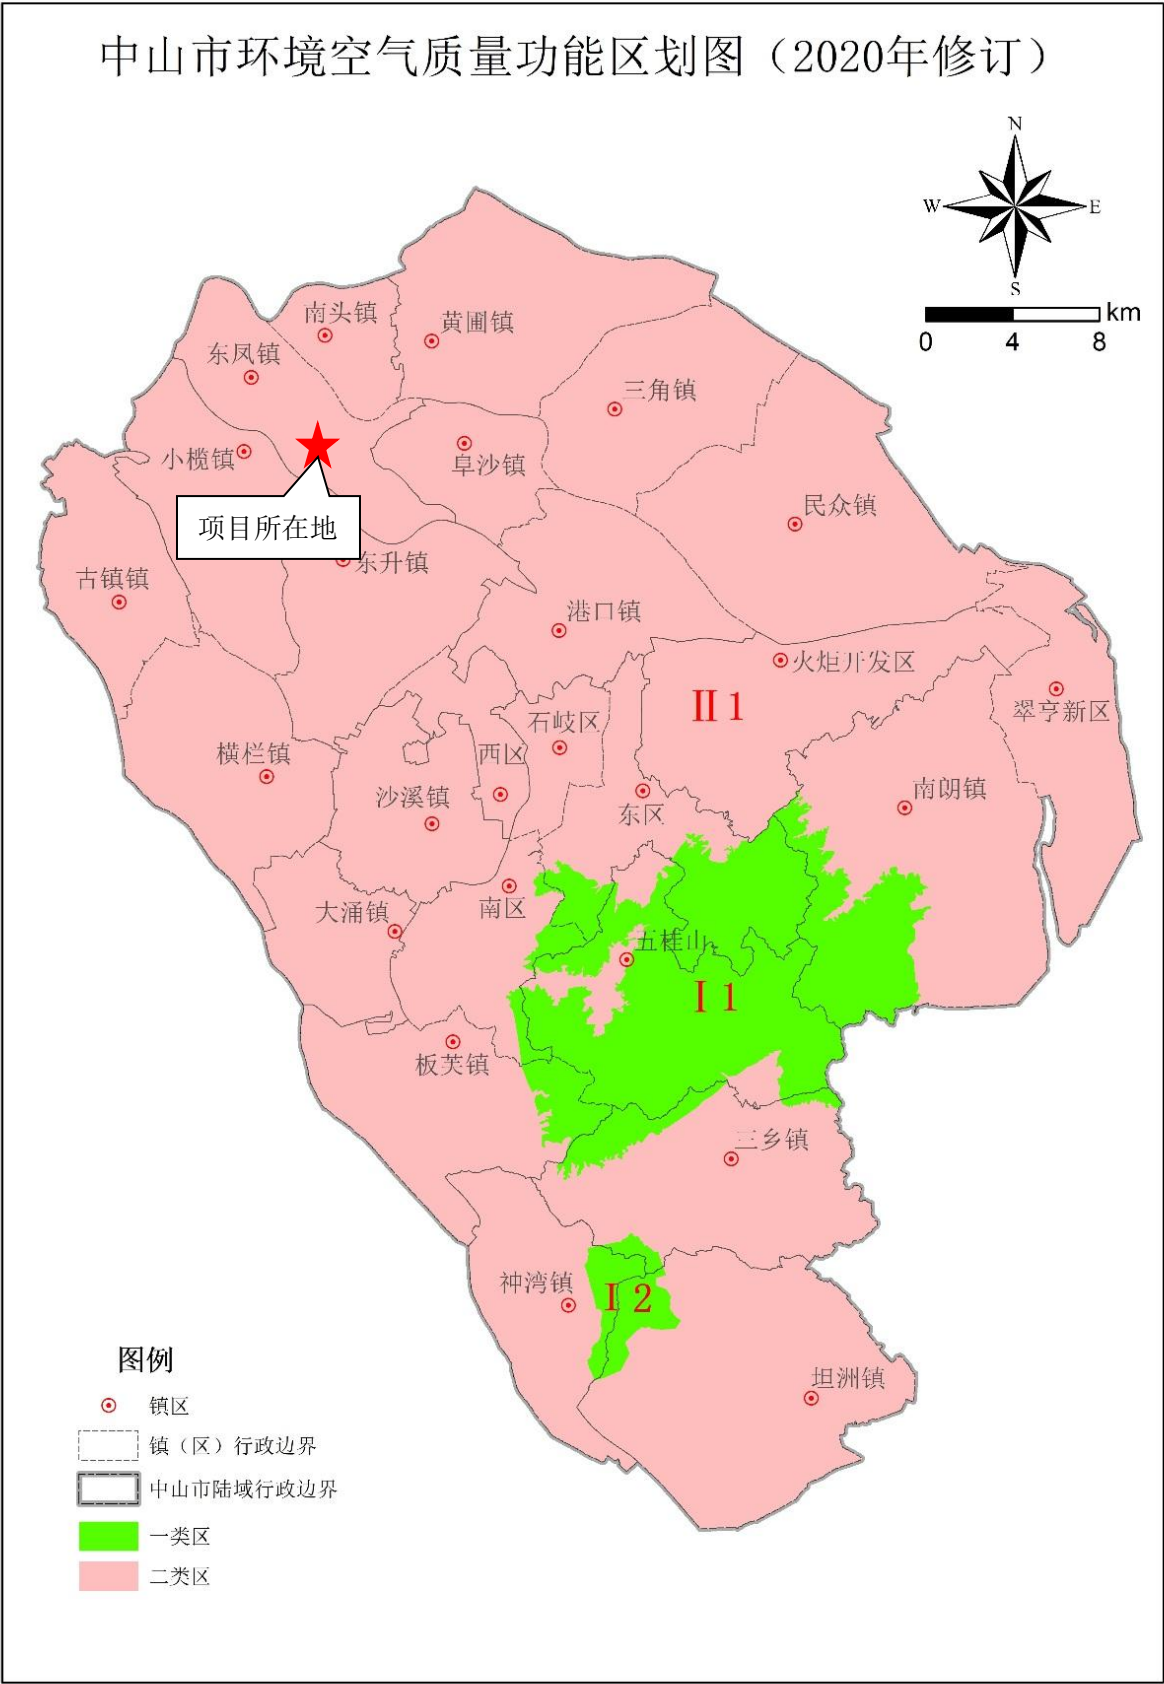 中山市环境空气质量功能区划图（2020年修订）
N
W
E
S
km
0 4 8
南头镇
黄圃镇
东凤镇
三角镇
小榄镇
阜沙镇
项目所在地
民众镇
东升镇
古镇镇
港口镇
火炬开发区
II 1
石岐区
翠亨新区
横栏镇
西区
沙溪镇
东区
南朗镇
大涌镇
南区
五桂山
I 1
板芙镇
三乡镇
神湾镇
I 2
坦洲镇
图例
镇区
镇（区）行政边界
中山市陆域行政边界
一类区
二类区